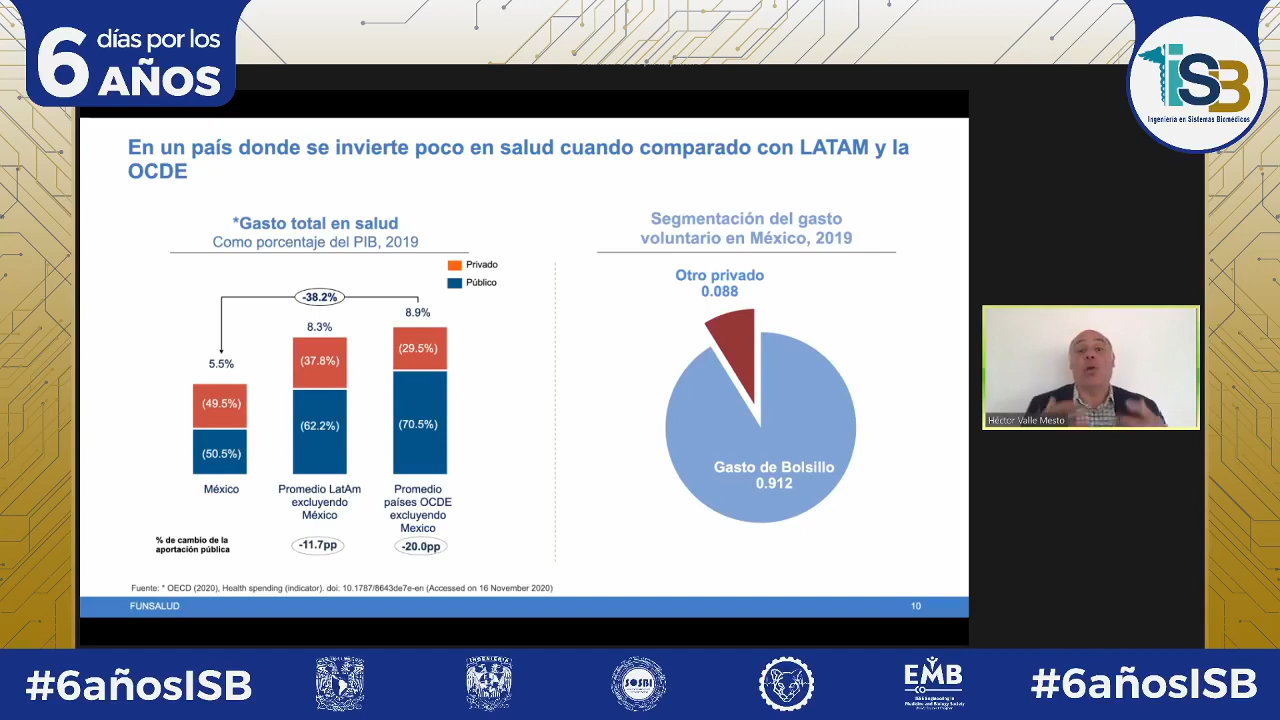 6 días por los
AÑOS
iSB
Ingeniería en Sistemas Biomédicos
En un país donde se invierte poco en salud cuando comparado con LATAM y la
OCDE
*Gasto total en salud
Como porcentaje del PIB, 2019
Privado
Público
-38.2%
5.5%
8.3%
8.9%
(49.5%)
(37.8%)
(29.5%)
(50.5%)
(62.2%)
(70.5%)
México
Promedio LatAm
excluyendo
México
Promedio
países OCDE
excluyendo
Mexico
% de cambio de la
aportación pública
-11.7pp
-20.0pp
Segmentación del gasto
voluntario en México, 2019
Otro privado
0.088
Gasto de Bolsillo
0.912
Fuente: * OECD (2020), Health spending (indicator). doi: 10.1787/8643de7e-en (Accessed on 16 November 2020)
FUNSALUD
10
Héctor Valle Mesto
#6añosISB
INGENIERÍA
SOSBI
EMB
#6añosISB